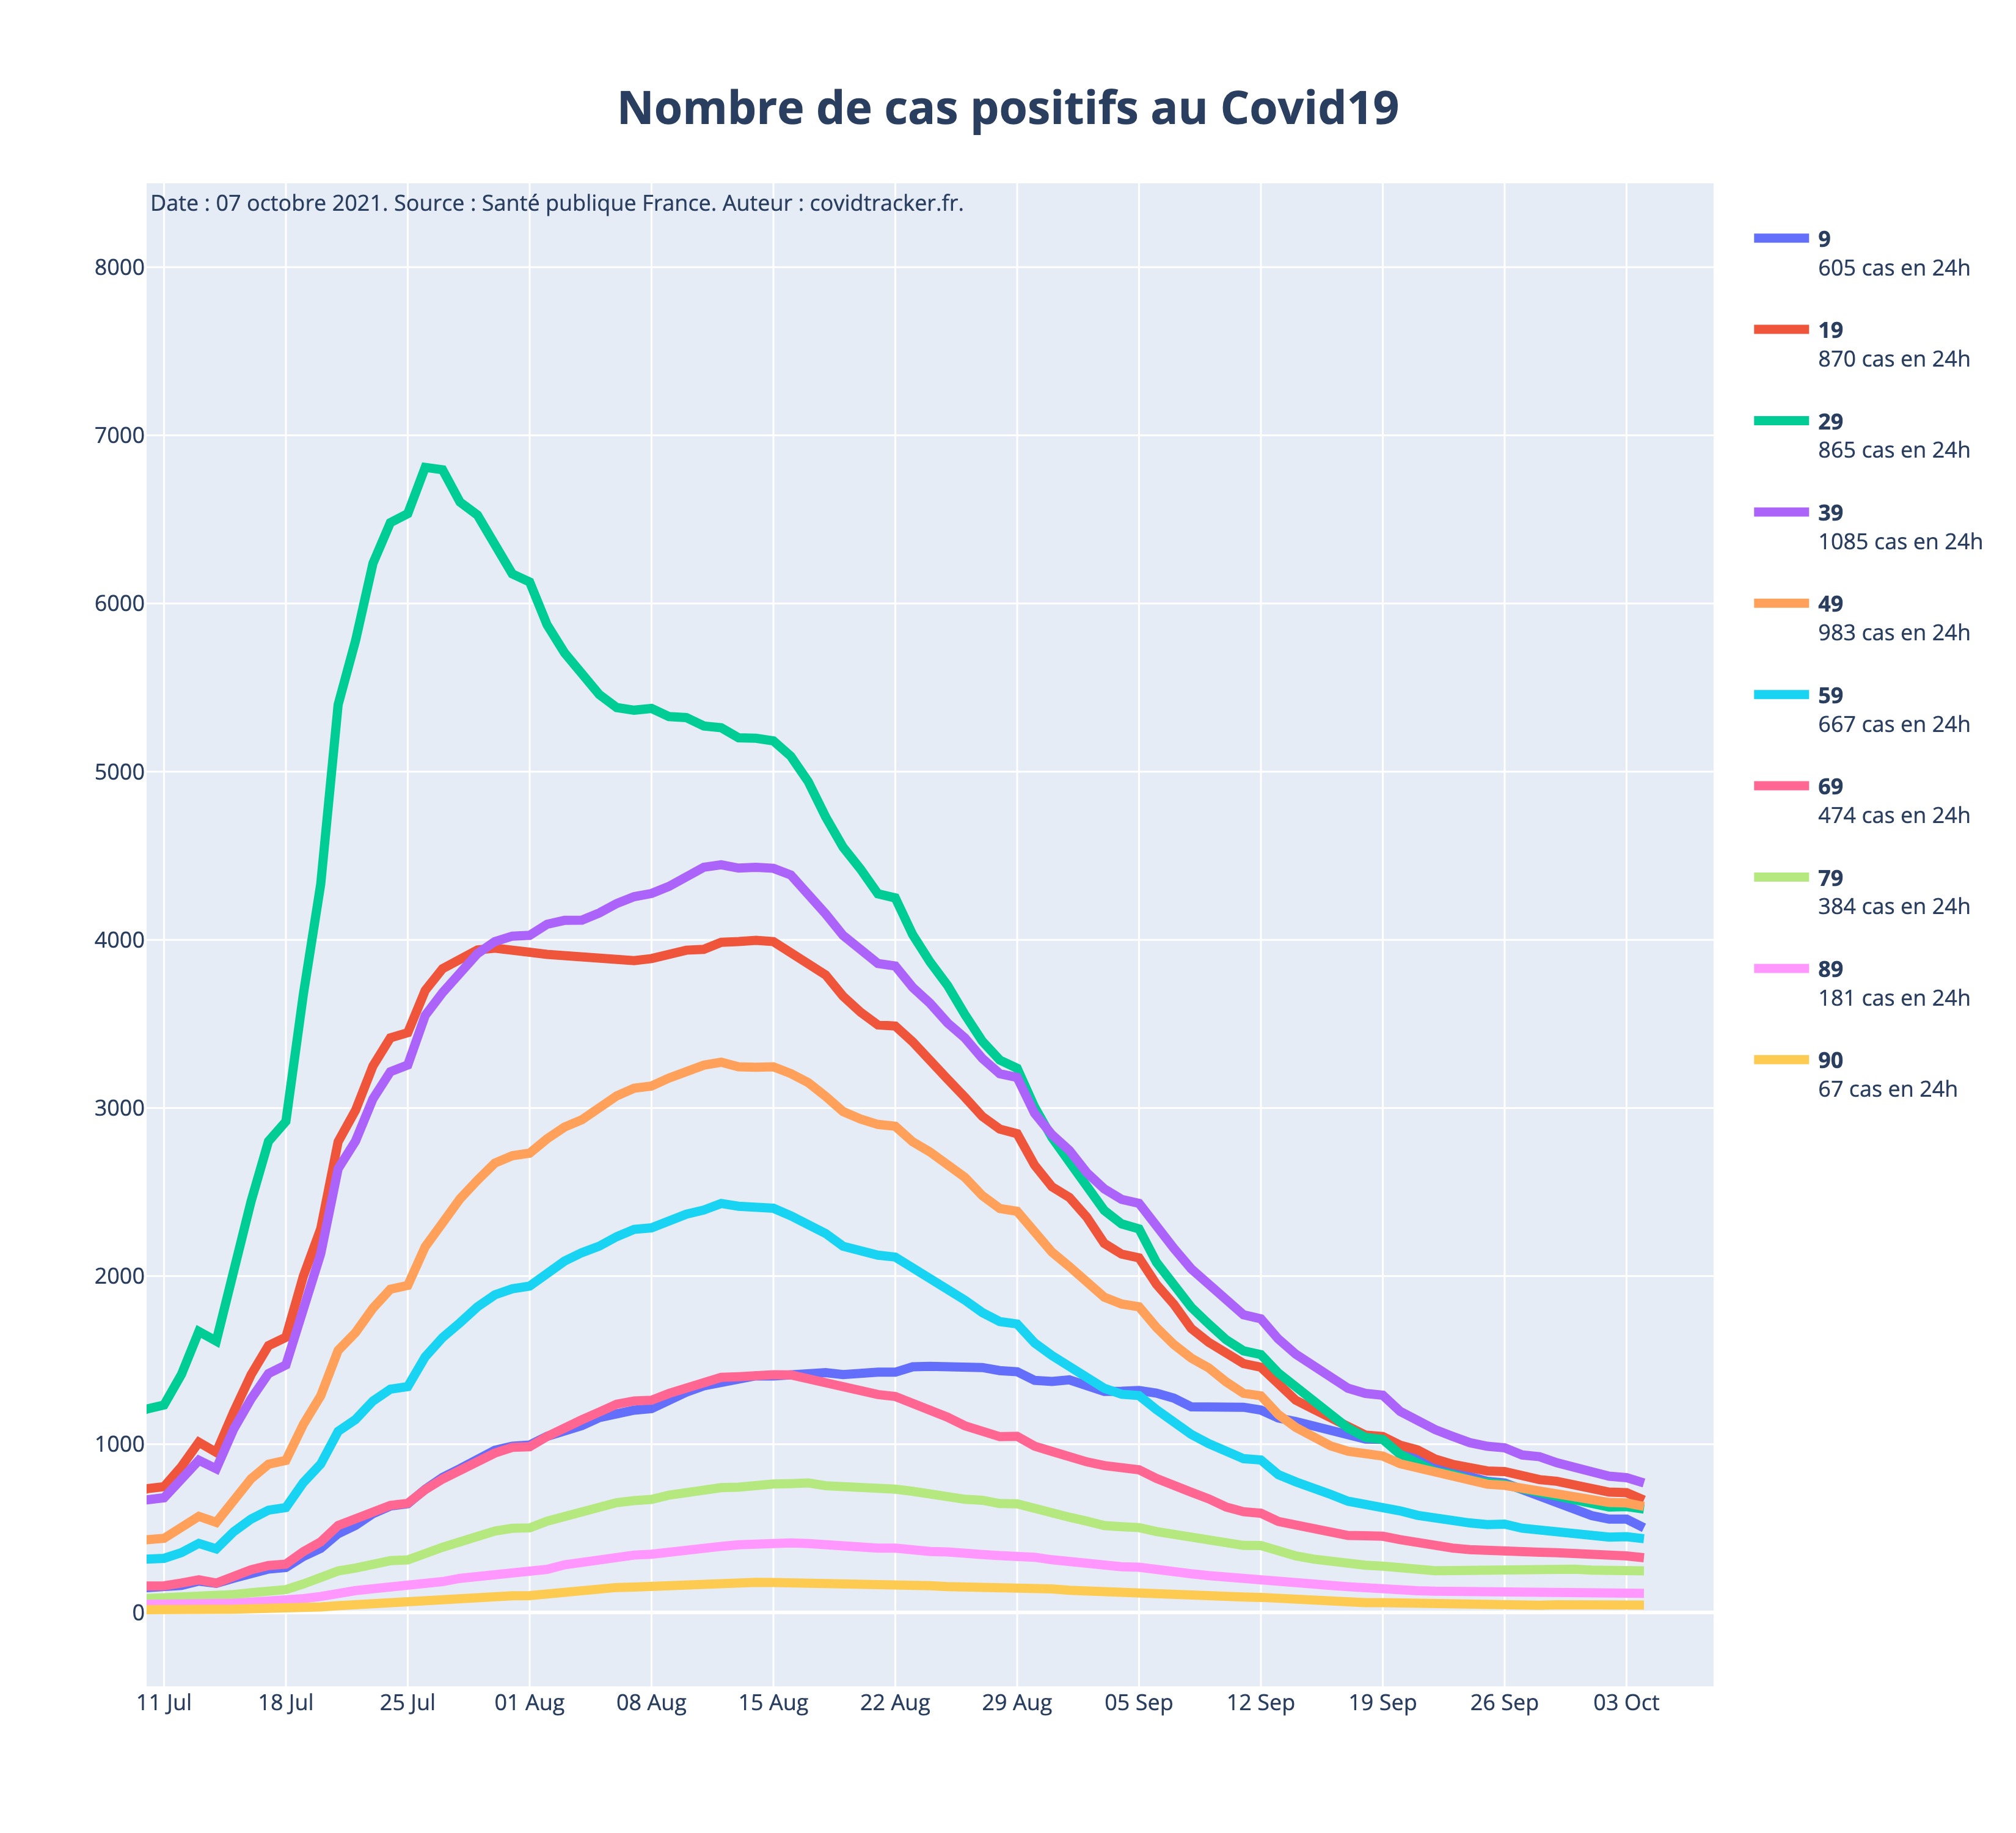 Nombre de cas positifs au Covid19
Date : 07 octobre 2021. Source : Santé publique France. Auteur : covidtracker.fr.
8000
7000
6000
5000
4000
3000
2000
1000
0
11 Jul
18 Jul
25 Jul
01 Aug
08 Aug
15 Aug
22 Aug
29 Aug
05 Sep
12 Sep
19 Sep
26 Sep
03 Oct
9
605 cas en 24h
19
870 cas en 24h
29
865 cas en 24h
39
1085 cas en 24h
49
983 cas en 24h
59
667 cas en 24h
69
474 cas en 24h
79
384 cas en 24h
89
181 cas en 24h
90
67 cas en 24h